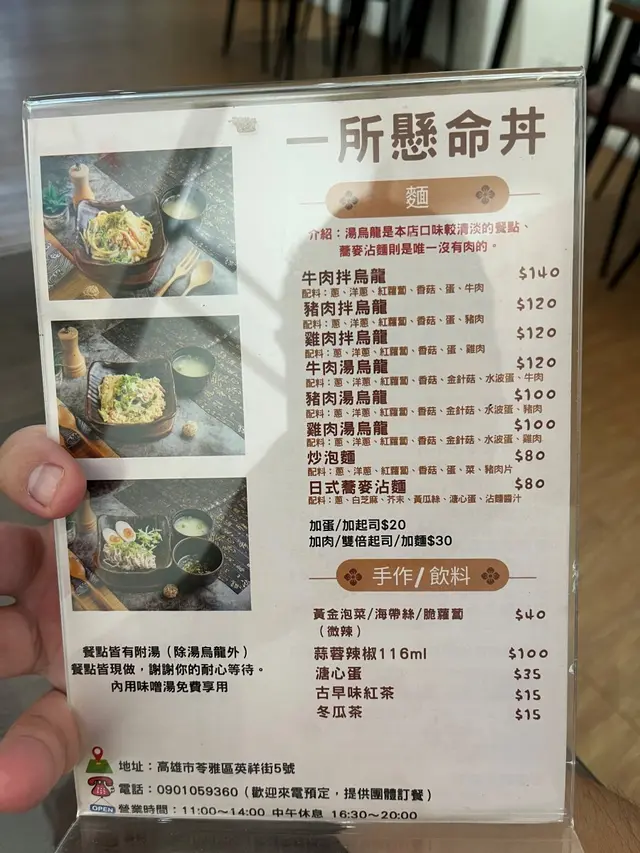 一所懸命丼
麵
介紹：湯烏龍是本店口味較清淡的餐點、
蕎麥沾麵則是唯一沒有肉的。
牛肉拌烏龍 $140
配料：蔥、洋蔥、紅蘿蔔、香菇、蛋、牛肉
豬肉拌烏龍 $120
配料：蔥、洋蔥、紅蘿蔔、香菇、蛋、豬肉
雞肉拌烏龍 $120
配料：蔥、洋蔥、紅蘿蔔、香菇、蛋、雞肉
牛肉湯烏龍 $120
配料：蔥、洋蔥、紅蘿蔔、香菇、金針菇、水波蛋、牛肉
豬肉湯烏龍 $100
配料：蔥、洋蔥、紅蘿蔔、香菇、金針菇、水波蛋、豬肉
雞肉湯烏龍 $100
配料：蔥、洋蔥、紅蘿蔔、香菇、金針菇、水波蛋、雞肉
炒泡麵 $80
配料：蔥、洋蔥、紅蘿蔔、香菇、蛋、菜、豬肉片
日式蕎麥沾麵 $80
配料：蔥、白芝麻、芥末、黃瓜絲、溏心蛋、沾麵醬汁
加蛋/加起司$20
加肉/雙倍起司/加麵$30
手作/飲料
黃金泡菜/海帶絲/脆蘿蔔 $40
（微辣）
蒜蓉辣椒116ml $100
溏心蛋 $35
古早味紅茶 $15
冬瓜茶 $15
餐點皆有附湯（除湯烏龍外）
餐點皆現做，謝謝你的耐心等待。
內用味噌湯免費享用
地址：高雄市苓雅區英祥街5號
電話：0901059360（歡迎來電預定，提供團體訂餐）
OPEN 營業時間：11:00～14:00 中午休息 16:30～20:00